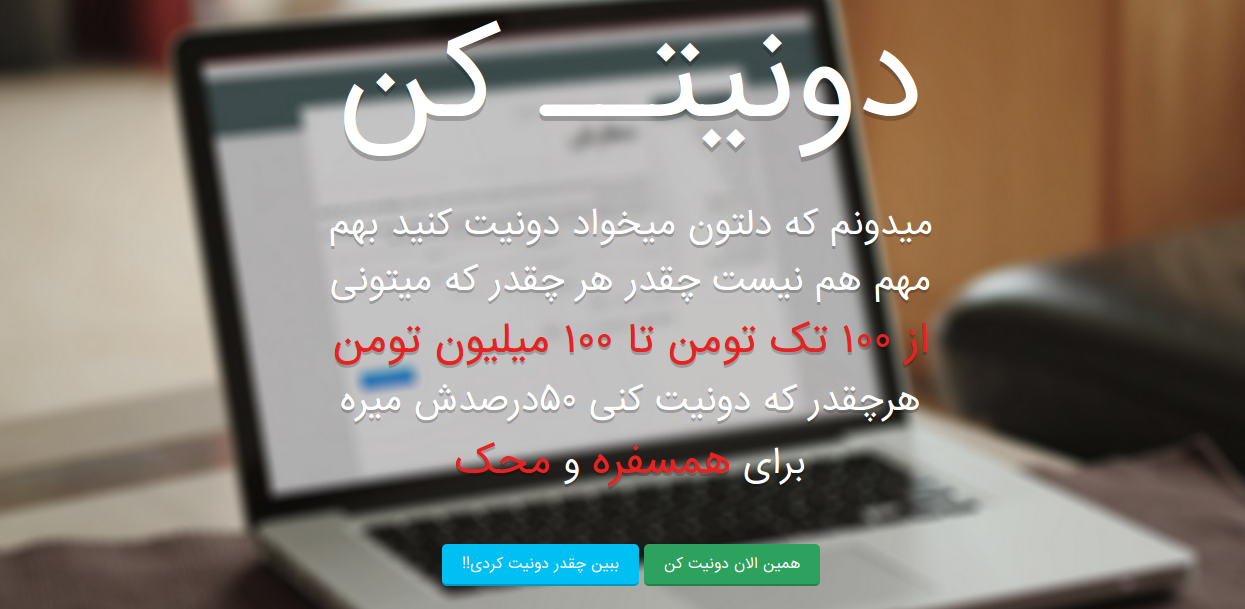 دونیتــ کن
میدونم که دلتون میخواد دونیت کنید بهم
مهم هم نیست چقدر هر چقدر که میتونی
از ۱۰۰ تک تومن تا ۱۰۰ میلیون تومن
هرچقدر که دونیت کنی ۵۰درصدش میره
برای همسفره و محک
همین الان دونیت کن
ببین چقدر دونیت کردی!!